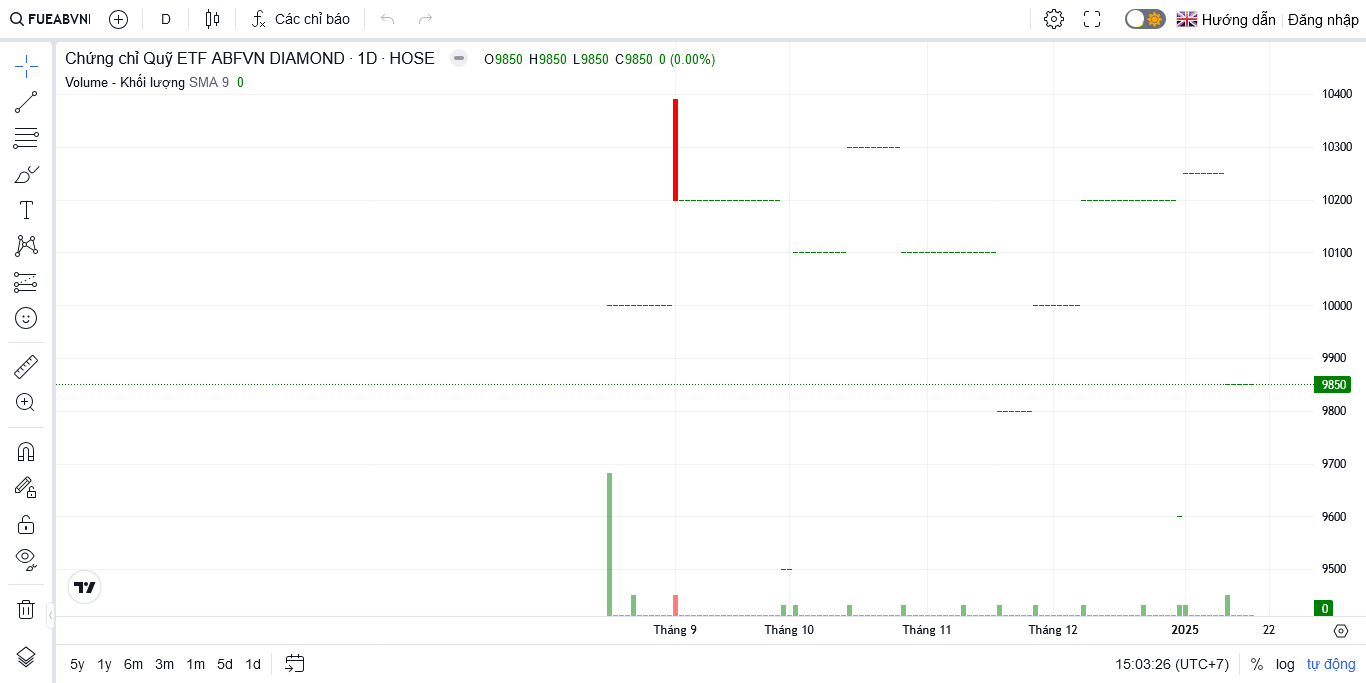 FUEABVNI D Các chỉ báo Hướng dẫn Đăng nhập
Chứng chỉ Quỹ ETF ABFVN DIAMOND · 1D · HOSE O9850 H9850 L9850 C9850 0 (0.00%)
Volume - Khối lượng SMA 9 0
10400
10300
10200
10100
10000
9900
9850
9800
9700
9600
9500
0
Tháng 9 Tháng 10 Tháng 11 Tháng 12 2025 22
5y 1y 6m 3m 1m 5d 1d 15:03:26 (UTC+7) % log tự động